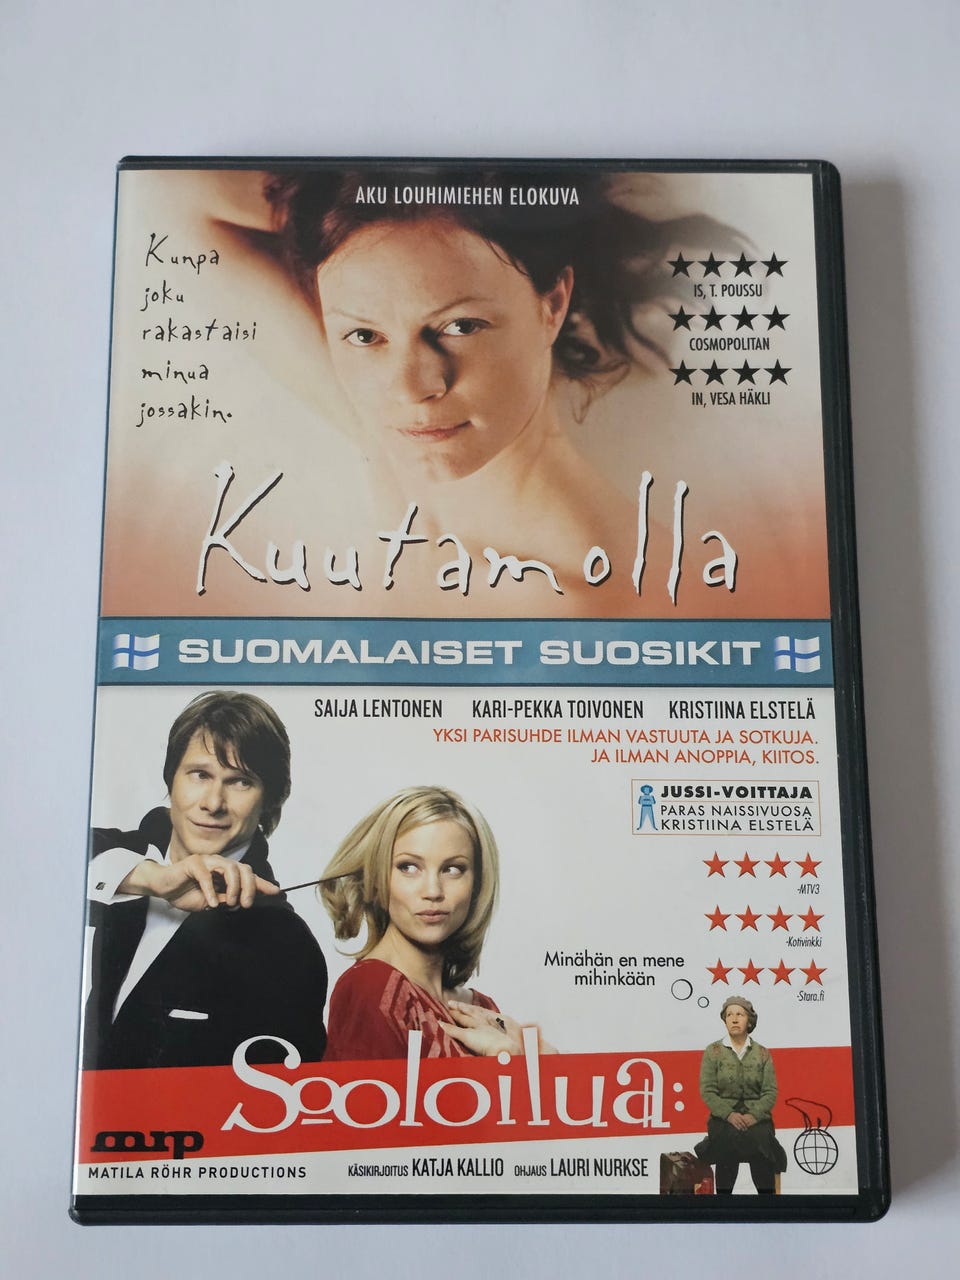 AKU LOUHIMIEHEN ELOKUVA
Kunpa
joku
rakastaisi
minua
jossakin.
IS, T. POUSSU
COSMOPOLITAN
IN, VESA HÄKLI
Kuutamolla
SUOMALAISET SUOSIKIT
SAIJA LENTONEN KARI-PEKKA TOIVONEN KRISTIINA ELSTELÄ
YKSI PARISUHDE ILMAN VASTUUTA JA SOTKUJA.
JA ILMAN ANOPPIA, KIITOS.
JUSSI-VOITTAJA
PARAS NAISSIVUOSA
KRISTIINA ELSTELÄ
-MTV3
-Kotivinkki
-Stara.fi
Minähän en mene
mihinkään
Sooloilua:
mrp
MATILA RÖHR PRODUCTIONS
KÄSIKIRJOITUS KATJA KALLIO OHJAUS LAURI NURKSE